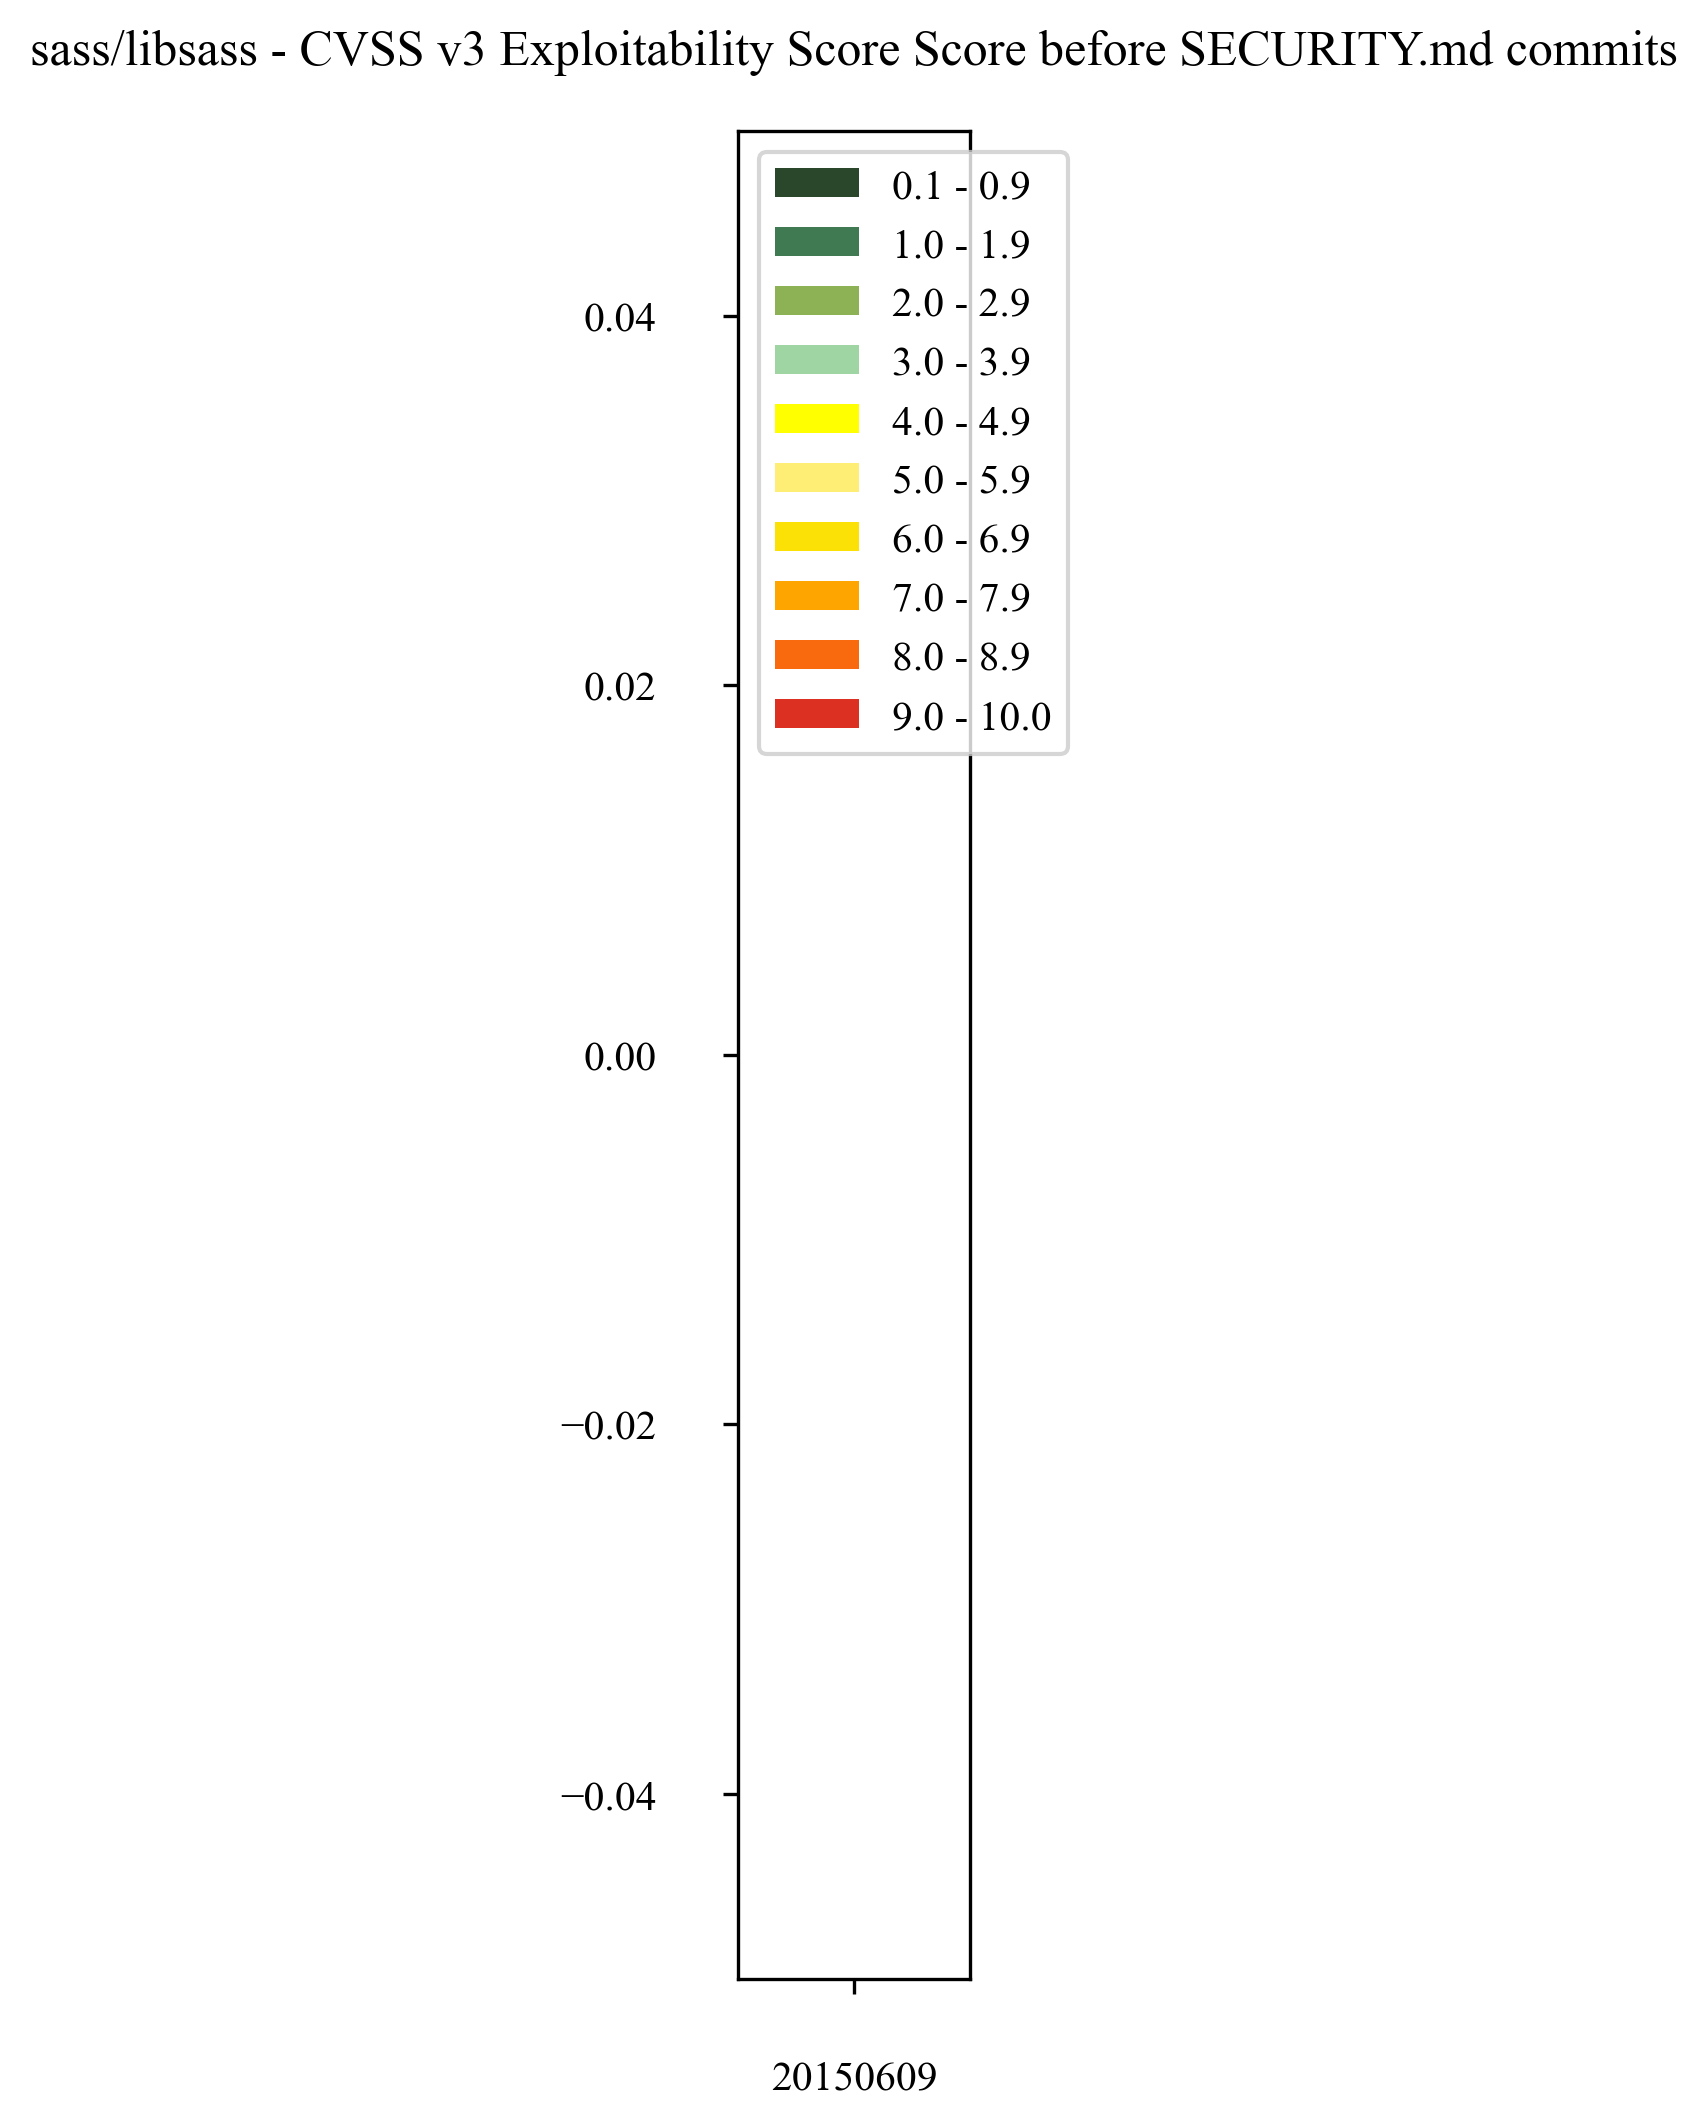 sass/libsass - CVSS v3 Exploitability Score Score before SECURITY.md commits
0.1 - 0.9
1.0 - 1.9
2.0 - 2.9
3.0 - 3.9
4.0 - 4.9
5.0 - 5.9
6.0 - 6.9
7.0 - 7.9
8.0 - 8.9
9.0 - 10.0
0.04
0.02
0.00
−0.02
−0.04
20150609